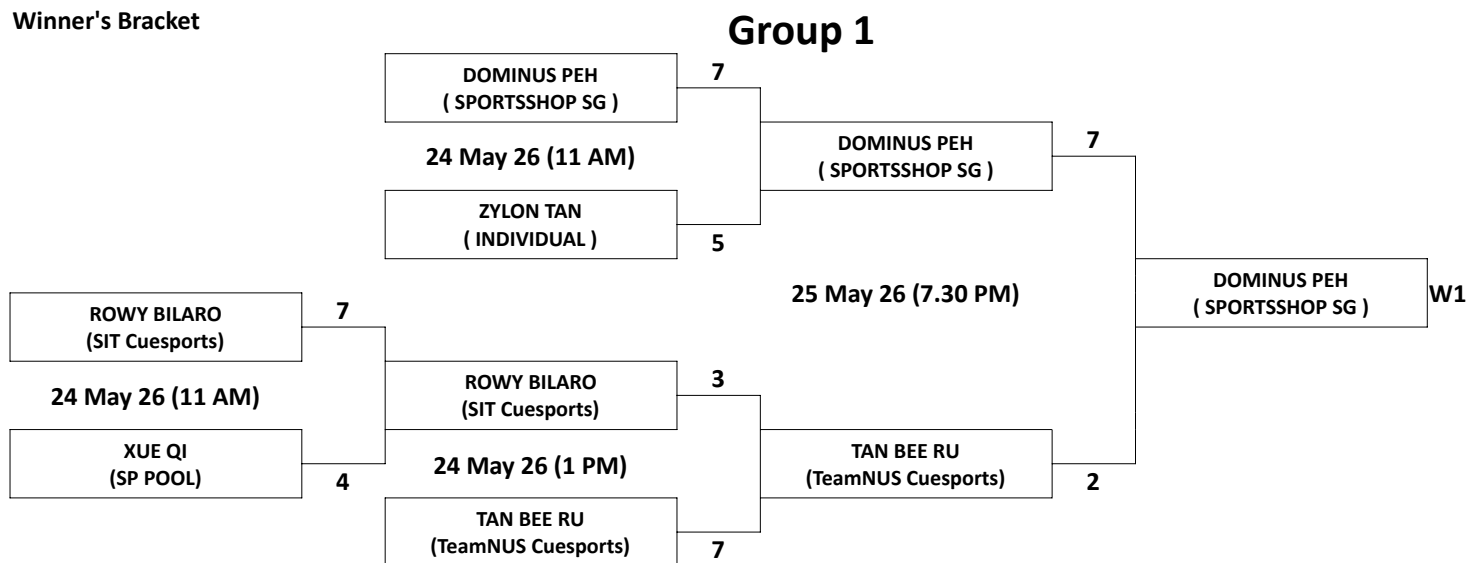 Winner's Bracket
Group 1
DOMINUS PEH
( SPORTSSHOP SG )
7
24 May 26 (11 AM)
ZYLON TAN
( INDIVIDUAL )
5
DOMINUS PEH
( SPORTSSHOP SG )
7
25 May 26 (7.30 PM)
DOMINUS PEH
( SPORTSSHOP SG )
W1
ROWY BILARO
(SIT Cuesports)
7
24 May 26 (11 AM)
XUE QI
(SP POOL)
4
ROWY BILARO
(SIT Cuesports)
3
24 May 26 (1 PM)
TAN BEE RU
(TeamNUS Cuesports)
7
TAN BEE RU
(TeamNUS Cuesports)
2